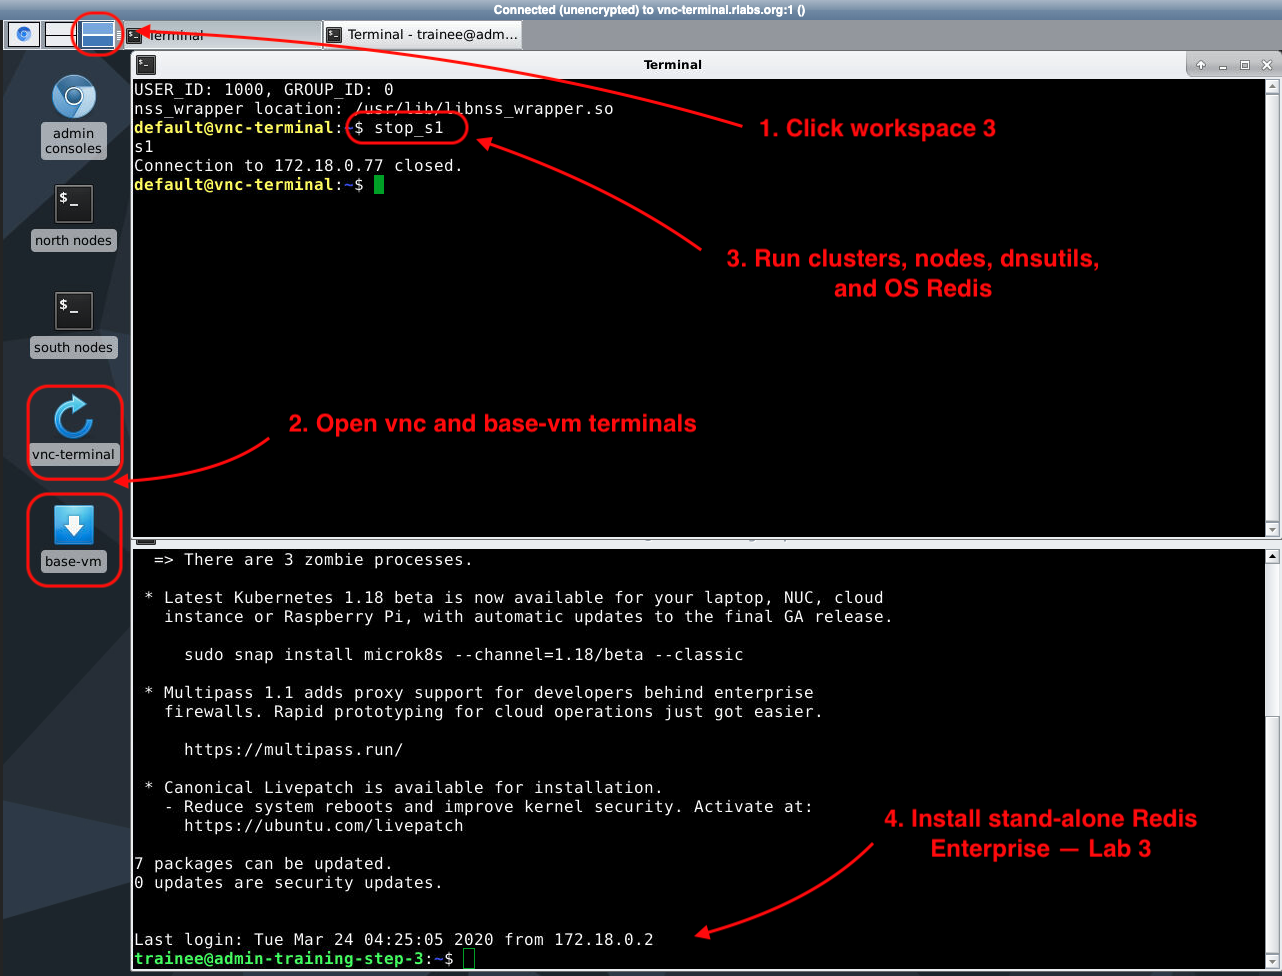 Connected (unencrypted) to vnc-terminal.rlabs.org:1 ()
Terminal
Terminal - trainee@adm...
Terminal
admin
consoles
north nodes
south nodes
vnc-terminal
base-vm
USER_ID: 1000, GROUP_ID: 0
nss_wrapper location: /usr/lib/libnss_wrapper.so
default@vnc-terminal:~$ stop_s1
s1
Connection to 172.18.0.77 closed.
default@vnc-terminal:~$
1. Click workspace 3
3. Run clusters, nodes, dnsutils,
and OS Redis
2. Open vnc and base-vm terminals
=> There are 3 zombie processes.
* Latest Kubernetes 1.18 beta is now available for your laptop, NUC, cloud
instance or Raspberry Pi, with automatic updates to the final GA release.
sudo snap install microk8s --channel=1.18/beta --classic
* Multipass 1.1 adds proxy support for developers behind enterprise
firewalls. Rapid prototyping for cloud operations just got easier.
https://multipass.run/
* Canonical Livepatch is available for installation.
- Reduce system reboots and improve kernel security. Activate at:
https://ubuntu.com/livepatch
7 packages can be updated.
0 updates are security updates.
4. Install stand-alone Redis
Enterprise — Lab 3
Last login: Tue Mar 24 04:25:05 2020 from 172.18.0.2
trainee@admin-training-step-3:~$